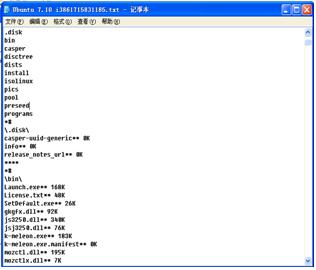 Ubuntu 7.10 i3861715831185.txt - 记事本
文件(F) 编辑(E) 格式(O) 查看(V) 帮助(H)
.disk
bin
casper
disctree
dists
install
isolinux
pics
pool
preseed
programs
*#
\.disk\
casper-uuid-generic** 0K
info** 0K
release_notes_url** 0K
****
*#
\bin\
Launch.exe** 168K
License.txt** 48K
SetDefault.exe** 26K
gkgfx.dll** 92K
js3250.dll** 340K
jsj3250.dll** 76K
k-meleon.exe** 183K
k-meleon.exe.manifest** 0K
mozctl.dll** 195K
mozctlx.dll** 7K